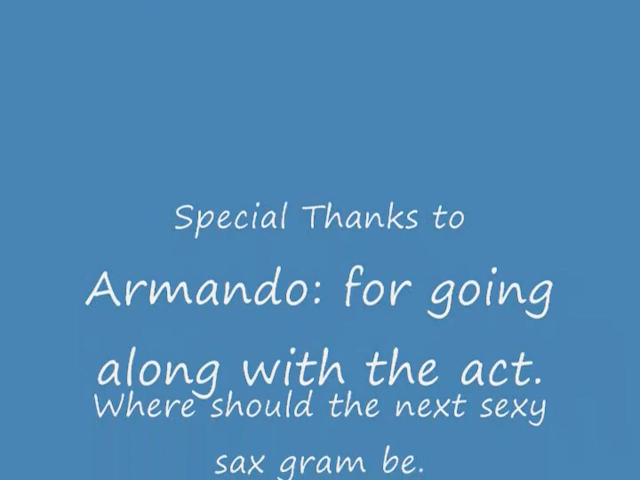 Special Thanks to
Armando: for going
along with the act.
Where should the next sexy
sax gram be.